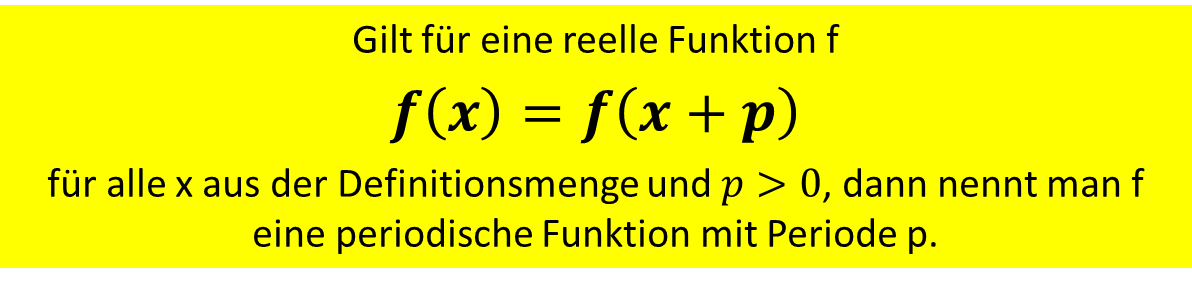 Gilt für eine reelle Funktion f
f(x) = f(x + p)
für alle x aus der Definitionsmenge und p > 0, dann nennt man f
eine periodische Funktion mit Periode p.